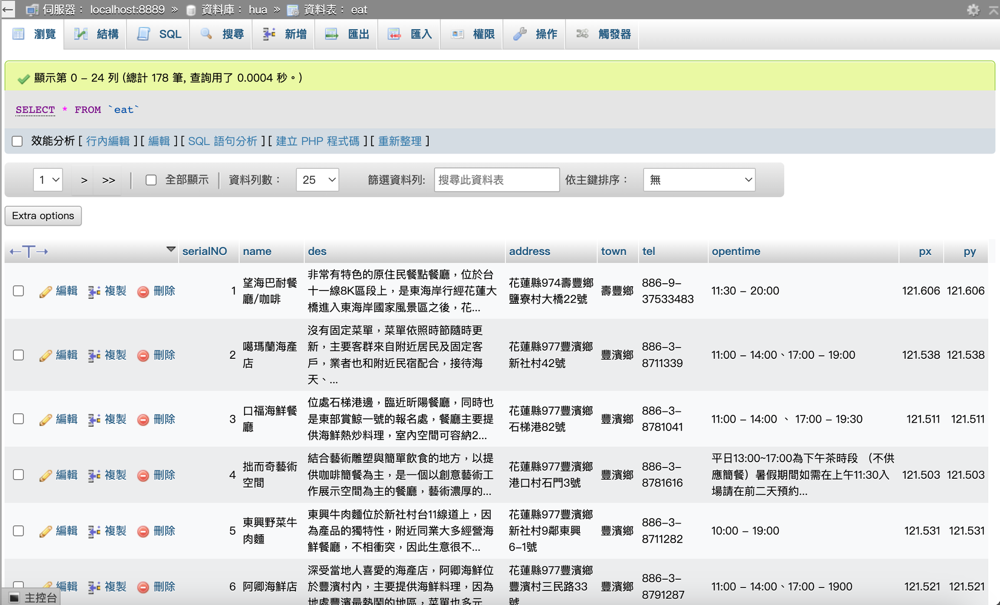 伺服器： localhost:8889 » 資料庫： hua » 資料表： eat
瀏覽 結構 SQL 搜尋 新增 匯出 匯入 權限 操作 觸發器
顯示第 0 - 24 列 (總計 178 筆, 查詢用了 0.0004 秒。)
SELECT * FROM `eat`
效能分析 [ 行內編輯 ] [ 編輯 ] [ SQL 語句分析 ] [ 建立 PHP 程式碼 ] [ 重新整理 ]
1 > >> | 全部顯示 | 資料列數： 25 篩選資料列: 搜尋此資料表 依主鍵排序： 無
Extra options
←T→ serialNO name des address town tel opentime px py
編輯 複製 刪除 1
望海巴耐餐
廳/咖啡
非常有特色的原住民餐點餐廳，位於台
十一線8K區段上，是東海岸行經花蓮大
橋進入東海岸國家風景區之後，花...
花蓮縣974壽豐鄉
鹽寮村大橋22號
壽豐鄉
886-9-
37533483
11:30 - 20:00
121.606 121.606
編輯 複製 刪除 2
噶瑪蘭海產
店
沒有固定菜單，菜單依照時節隨時更
新，主要客群來自附近居民及固定客
戶，業者也和附近民宿配合，接待海
天、...
花蓮縣977豐濱鄉
新社村42號
豐濱鄉
886-3-
8711339
11:00 - 14:00、17:00 - 19:00
121.538 121.538
編輯 複製 刪除 3
口福海鮮餐
廳
位處石梯港邊，臨近昕陽餐廳，同時也
是東部賞鯨一號的報名處，餐廳主要提
供海鮮熱炒料理，室內空間可容納2...
花蓮縣977豐濱鄉
石梯港82號
豐濱鄉
886-3-
8781041
11:00 - 14:00 、 17:00 - 19:30
121.511 121.511
編輯 複製 刪除 4
拙而奇藝術
空間
結合藝術雕塑與簡單飲食的地方，以提
供咖啡簡餐為主，是一個以創意藝術工
作展示空間為主的餐廳，藝術濃厚的...
花蓮縣977豐濱鄉
港口村石門3號
豐濱鄉
886-3-
8781616
平日13:00~17:00為下午茶時段 （不供
應簡餐）暑假期間如需在上午11:30入
場請在前二天預約...
121.503 121.503
編輯 複製 刪除 5
東興野菜牛
肉麵
東興牛肉麵位於新社村台11線道上，因
為產品的獨特性，附近同業大多經營海
鮮餐廳，不相衝突，因此生意很不...
花蓮縣977豐濱鄉
新社村9鄰東興
6-1號
豐濱鄉
886-3-
8711282
10:00 - 19:00
121.531 121.531
編輯 複製 刪除 6
阿卿海鮮店
深受當地人喜愛的海產店，阿卿海鮮位
於豐濱村內，主要提供海鮮料理，因為
地處豐濱最熱鬧的地區，菜單也多元
花蓮縣977豐濱鄉
豐濱村三民路33
號
豐濱鄉
886-3-
8791287
11:00 - 14:00、17:00 - 1900
121.521 121.521
主控台